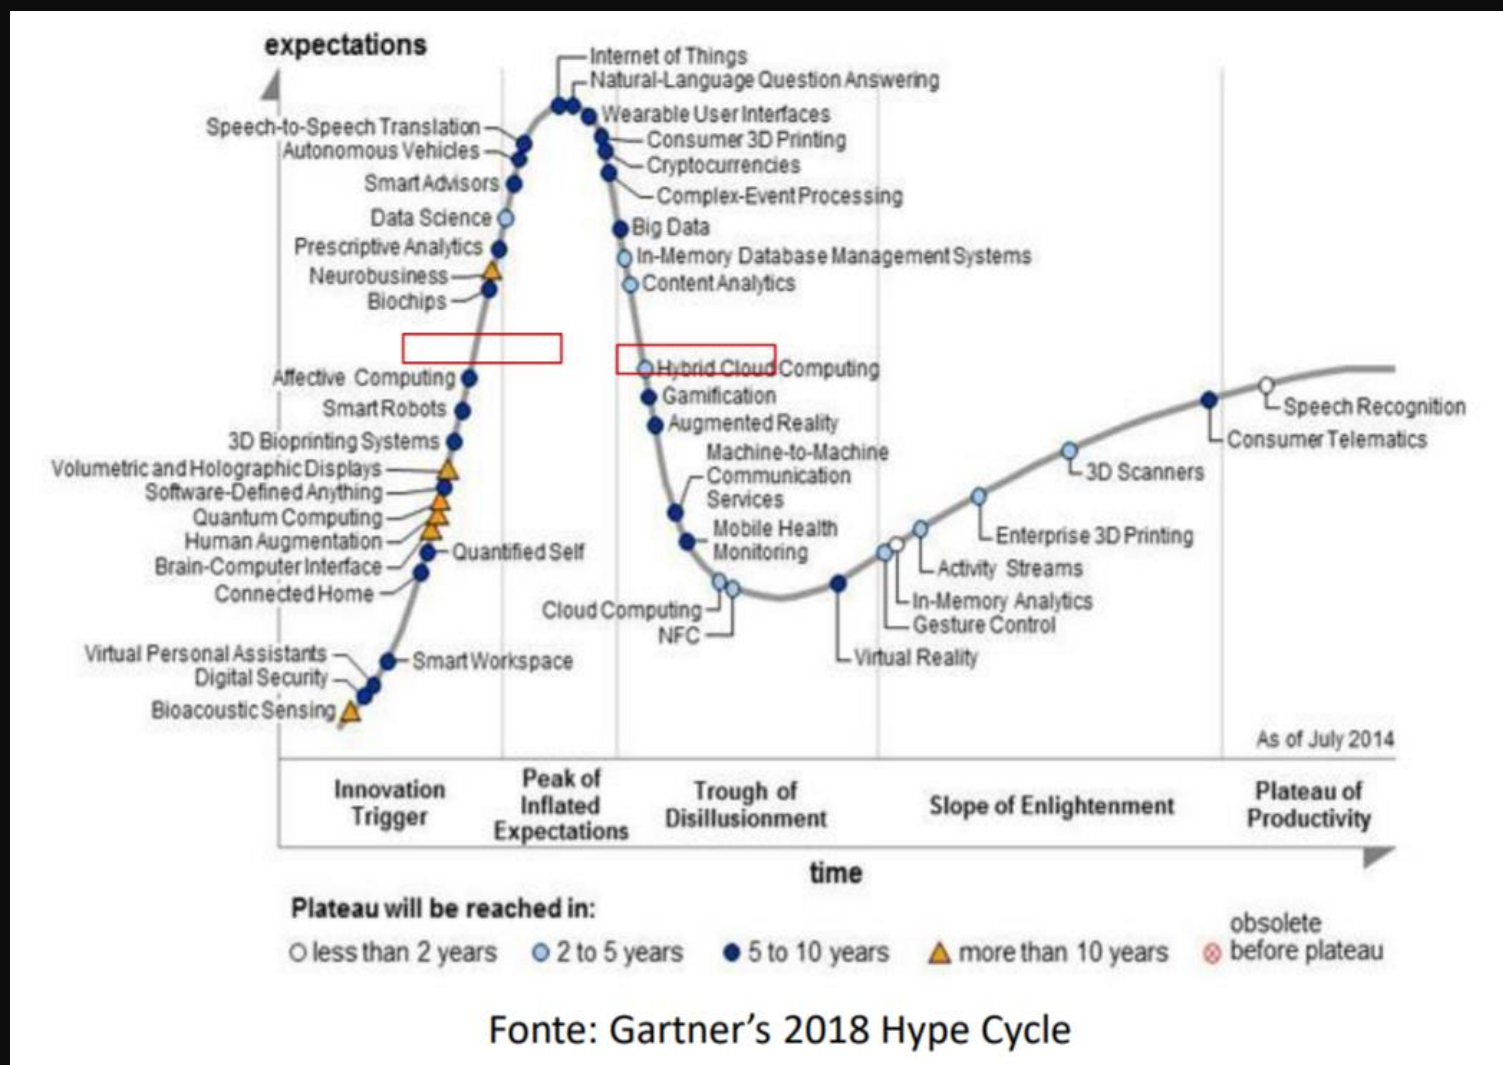 expectations
Internet of Things
Natural-Language Question Answering
Wearable User Interfaces
Speech-to-Speech Translation
Consumer 3D Printing
Autonomous Vehicles
Cryptocurrencies
Smart Advisors
Complex-Event Processing
Data Science
Big Data
Prescriptive Analytics
In-Memory Database Management Systems
Neurobusiness
Content Analytics
Biochips
Hybrid Cloud Computing
Affective Computing
Gamification
Smart Robots
Augmented Reality
3D Bioprinting Systems
Machine-to-Machine
Communication
Services
Volumetric and Holographic Displays
Software-Defined Anything
Quantum Computing
Human Augmentation
Brain-Computer Interface
Quantified Self
Connected Home
Mobile Health
Monitoring
Cloud Computing
NFC
Virtual Personal Assistants
Smart Workspace
Digital Security
Bioacoustic Sensing
Virtual Reality
Gesture Control
In-Memory Analytics
Activity Streams
Enterprise 3D Printing
3D Scanners
Consumer Telematics
Speech Recognition
As of July 2014
Innovation
Trigger
Peak of
Inflated
Expectations
Trough of
Disillusionment
Slope of Enlightenment
Plateau of
Productivity
time
Plateau will be reached in:
less than 2 years
2 to 5 years
5 to 10 years
more than 10 years
obsolete
before plateau
Fonte: Gartner’s 2018 Hype Cycle